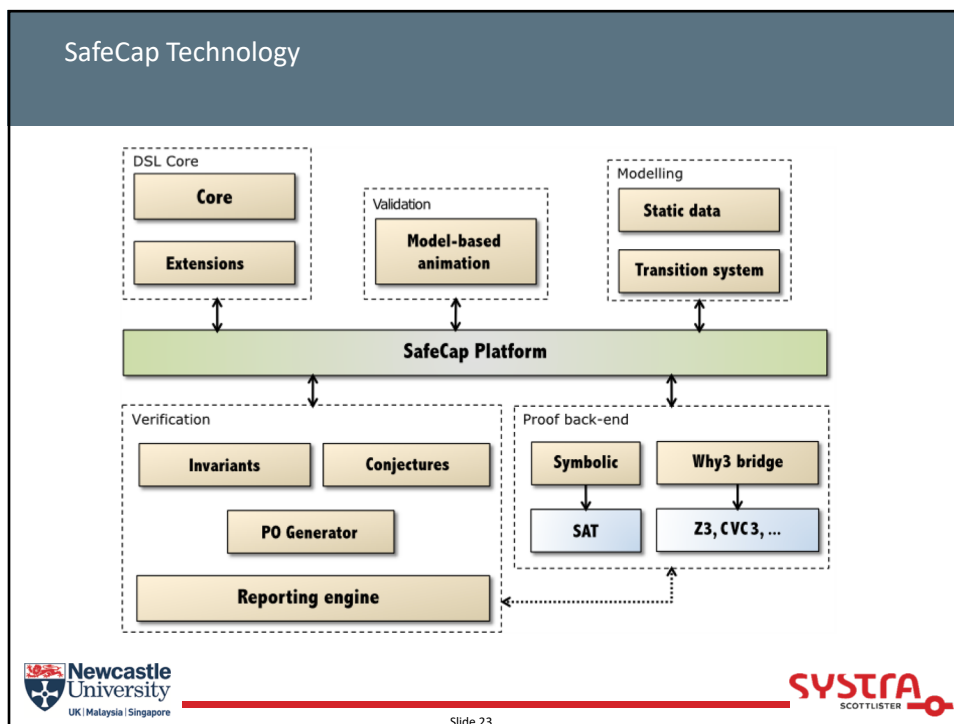 SafeCap Technology
DSL Core
Core
Extensions
Validation
Model-based
animation
Modelling
Static data
Transition system
SafeCap Platform
Verification
Invariants
Conjectures
PO Generator
Reporting engine
Proof back-end
Symbolic
Why3 bridge
SAT
Z3, CVC3, ...
Newcastle
University
UK | Malaysia | Singapore
Slide 23
SYSTRA
SCOTTLISTER